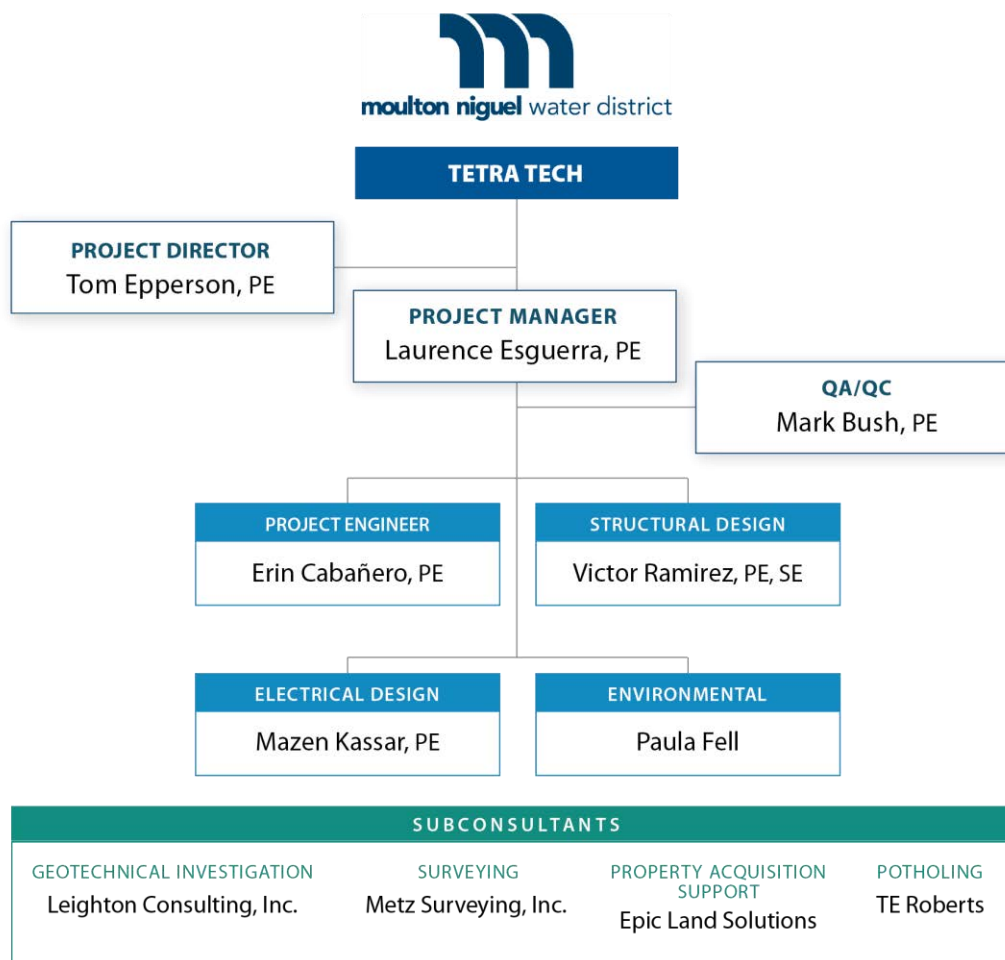 moulton niguel water district
TETRA TECH
PROJECT DIRECTOR
Tom Epperson, PE
PROJECT MANAGER
Laurence Esguerra, PE
QA/QC
Mark Bush, PE
PROJECT ENGINEER
Erin Cabañero, PE
STRUCTURAL DESIGN
Victor Ramirez, PE, SE
ELECTRICAL DESIGN
Mazen Kassar, PE
ENVIRONMENTAL
Paula Fell
SUBCONSULTANTS
GEOTECHNICAL INVESTIGATION
Leighton Consulting, Inc.
SURVEYING
Metz Surveying, Inc.
PROPERTY ACQUISITION
SUPPORT
Epic Land Solutions
POTHOLING
TE Roberts